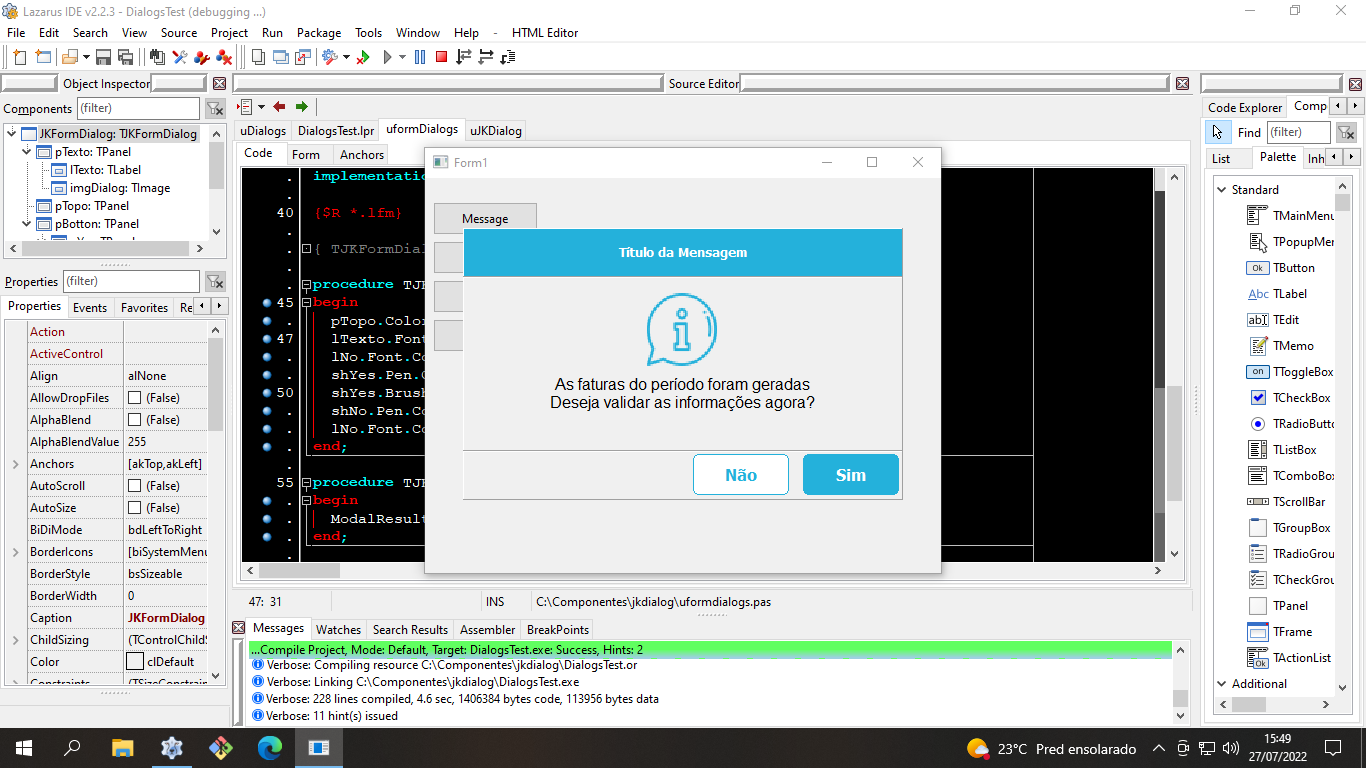 Lazarus IDE v2.2.3 - DialogsTest (debugging ...)
File Edit Search View Source Project Run Package Tools Window Help - HTML Editor
Object Inspector
Source Editor
Components (filter)
JKFormDialog: TJKFormDialog
pTexto: TPanel
lTexto: TLabel
imgDialog: TImage
pTopo: TPanel
pBotton: TPanel
Properties (filter)
Properties Events Favorites Re
Action
ActiveControl
Align alNone
AllowDropFiles (False)
AlphaBlend (False)
AlphaBlendValue 255
Anchors [akTop,akLeft]
AutoScroll (False)
AutoSize (False)
BiDiMode bdLeftToRight
BorderIcons [biSystemMenu
BorderStyle bsSizeable
BorderWidth 0
Caption JKFormDialog
ChildSizing (TControlChildS
Color clDefault
Constraints (TSizeConstrain
uDialogs DialogsTest.lpr uformDialogs uJKDialog
Code Form Anchors
implementatio
40 {$R *.lfm}
{ TJKFormDial
procedure TJK
45 begin
pTopo.Color
47 lTexto.Font
lNo.Font.Co
shYes.Pen.C
50 shYes.Brush
shNo.Pen.Co
lNo.Font.Co
end;
55 procedure TJK
begin
ModalResult
end;
Form1
Message
Título da Mensagem
As faturas do período foram geradas
Deseja validar as informações agora?
Não Sim
47: 31 INS C:\Componentes\jkdialog\uformdialogs.pas
Messages Watches Search Results Assembler BreakPoints
...Compile Project, Mode: Default, Target: DialogsTest.exe: Success, Hints: 2
Verbose: Compiling resource C:\Componentes\jkdialog\DialogsTest.or
Verbose: Linking C:\Componentes\jkdialog\DialogsTest.exe
Verbose: 228 lines compiled, 4.6 sec, 1406384 bytes code, 113956 bytes data
Verbose: 11 hint(s) issued
Code Explorer Comp
Find (filter)
List Palette Inh
Standard
TMainMenu
TPopupMen
Ok TButton
Abc TLabel
abI TEdit
TMemo
on TToggleBox
TCheckBox
TRadioButto
TListBox
TComboBox
TScrollBar
TGroupBox
TRadioGrou
TCheckGrou
TPanel
TFrame
Ok TActionList
Additional
23°C Pred ensolarado
15:49
27/07/2022